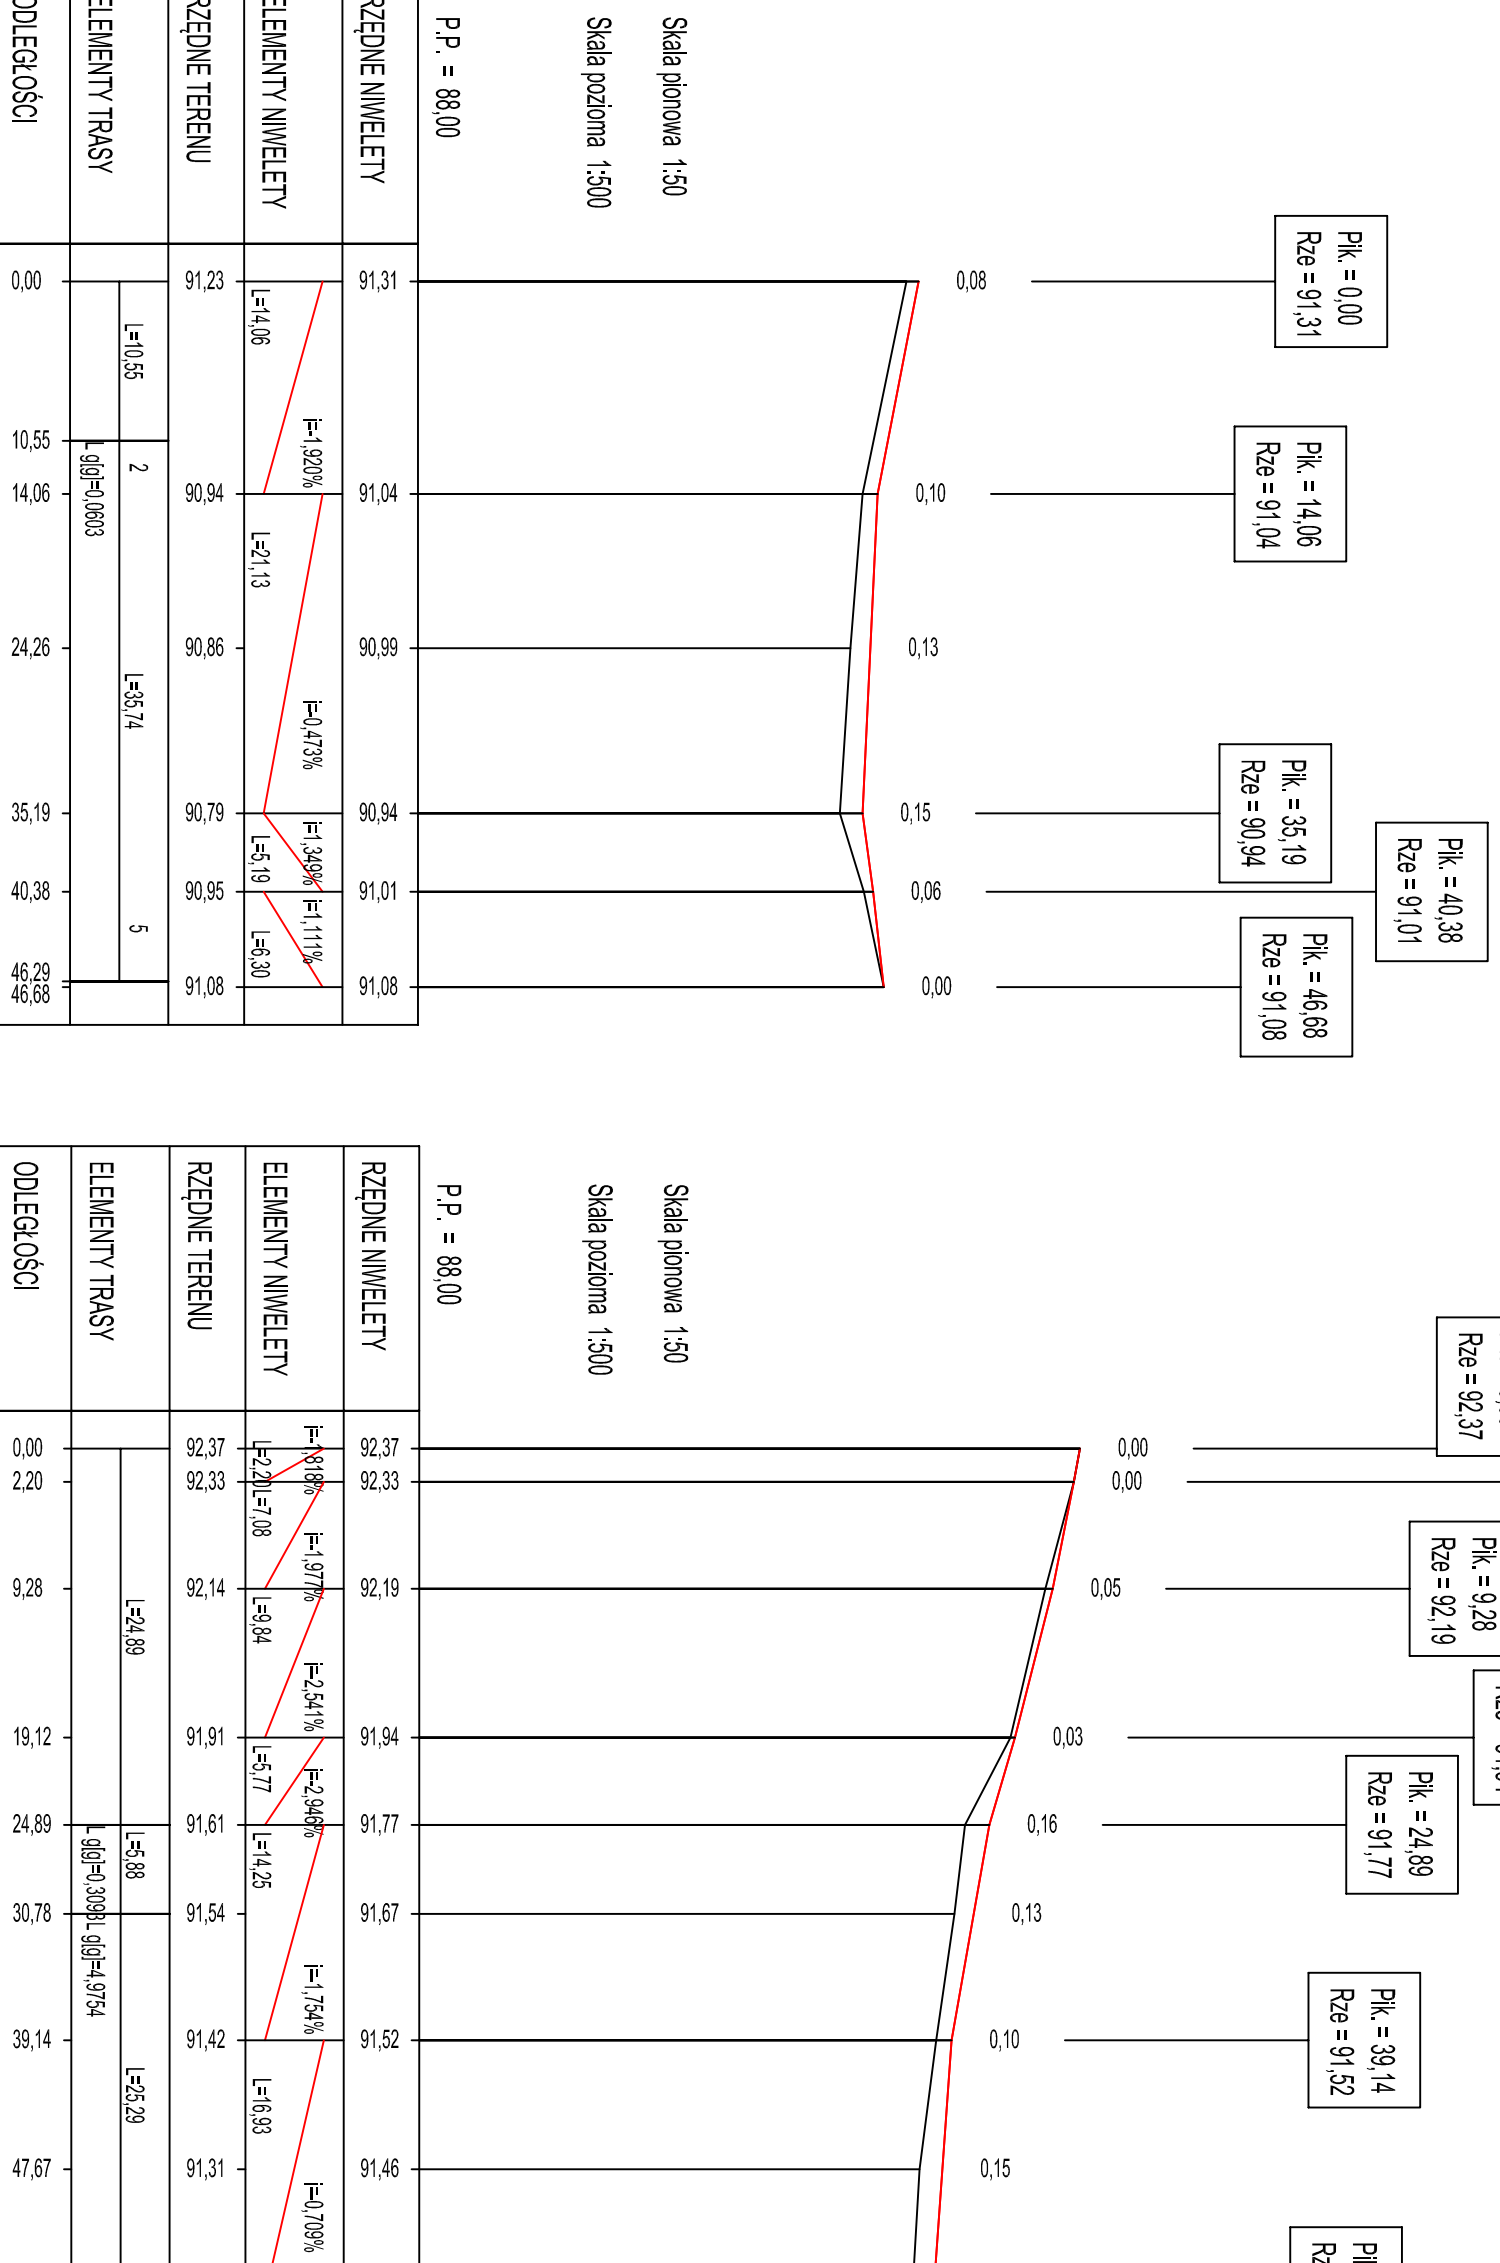 Pik. = 0,00
Rze = 91,31
Pik. = 14,06
Rze = 91,04
Pik. = 35,19
Rze = 90,94
Pik. = 40,38
Rze = 91,01
Pik. = 46,68
Rze = 91,08
0,08
0,10
0,13
0,15
0,06
0,00
Skala pionowa 1:50
Skala pozioma 1:500
P.P. = 88,00
RZĘDNE NIWELETY
91,31
91,04
90,99
90,94
91,01
91,08
ELEMENTY NIWELETY
i=-1,920%
i=-0,473%
i=1,349%
i=1,111%
L=14,06
L=21,13
L=5,19
L=6,30
RZĘDNE TERENU
91,23
90,94
90,86
90,79
90,95
91,08
ELEMENTY TRASY
L=10,55
2
L=35,74
5
L g[g]=0,0603
ODLEGŁOŚCI
0,00
10,55
14,06
24,26
35,19
40,38
46,29
46,68
Rze = 92,37
Pik. = 9,28
Rze = 92,19
Pik. = 24,89
Rze = 91,77
Pik. = 39,14
Rze = 91,52
0,00
0,00
0,05
0,03
0,16
0,13
0,10
0,15
Skala pionowa 1:50
Skala pozioma 1:500
P.P. = 88,00
RZĘDNE NIWELETY
92,37
92,33
92,19
91,94
91,77
91,67
91,52
91,46
ELEMENTY NIWELETY
i=-1,818%
i=-1,977%
i=-2,541%
i=-2,946%
i=-1,754%
i=-0,709%
L=2,20
L=7,08
L=9,84
L=5,77
L=14,25
L=16,93
RZĘDNE TERENU
92,37
92,33
92,14
91,91
91,61
91,54
91,42
91,31
ELEMENTY TRASY
L=24,89
L=5,88
L=25,29
L g[g]=0,3093
L g[g]=4,9754
ODLEGŁOŚCI
0,00
2,20
9,28
19,12
24,89
30,78
39,14
47,67